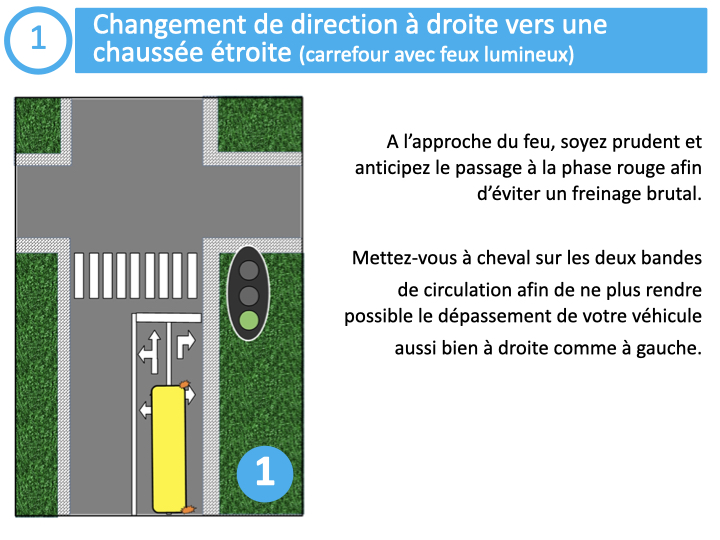 1
Changement de direction à droite vers une
chaussée étroite (carrefour avec feux lumineux)
A l’approche du feu, soyez prudent et
anticipez le passage à la phase rouge afin
d’éviter un freinage brutal.
Mettez-vous à cheval sur les deux bandes
de circulation afin de ne plus rendre
possible le dépassement de votre véhicule
aussi bien à droite comme à gauche.
1